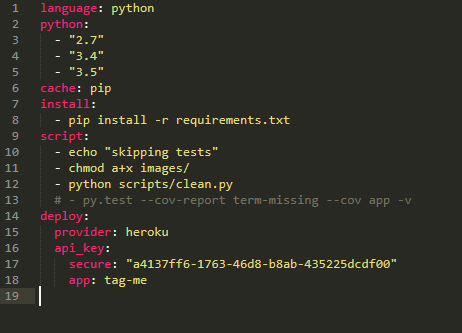 1 language: python
2 python:
3 - "2.7"
4 - "3.4"
5 - "3.5"
6 cache: pip
7 install:
8 - pip install -r requirements.txt
9 script:
10 - echo "skipping tests"
11 - chmod a+x images/
12 - python scripts/clean.py
13 # - py.test --cov-report term-missing --cov app -v
14 deploy:
15 provider: heroku
16 api_key:
17 secure: "a4137ff6-1763-46d8-b8ab-435225dcdf00"
18 app: tag-me
19